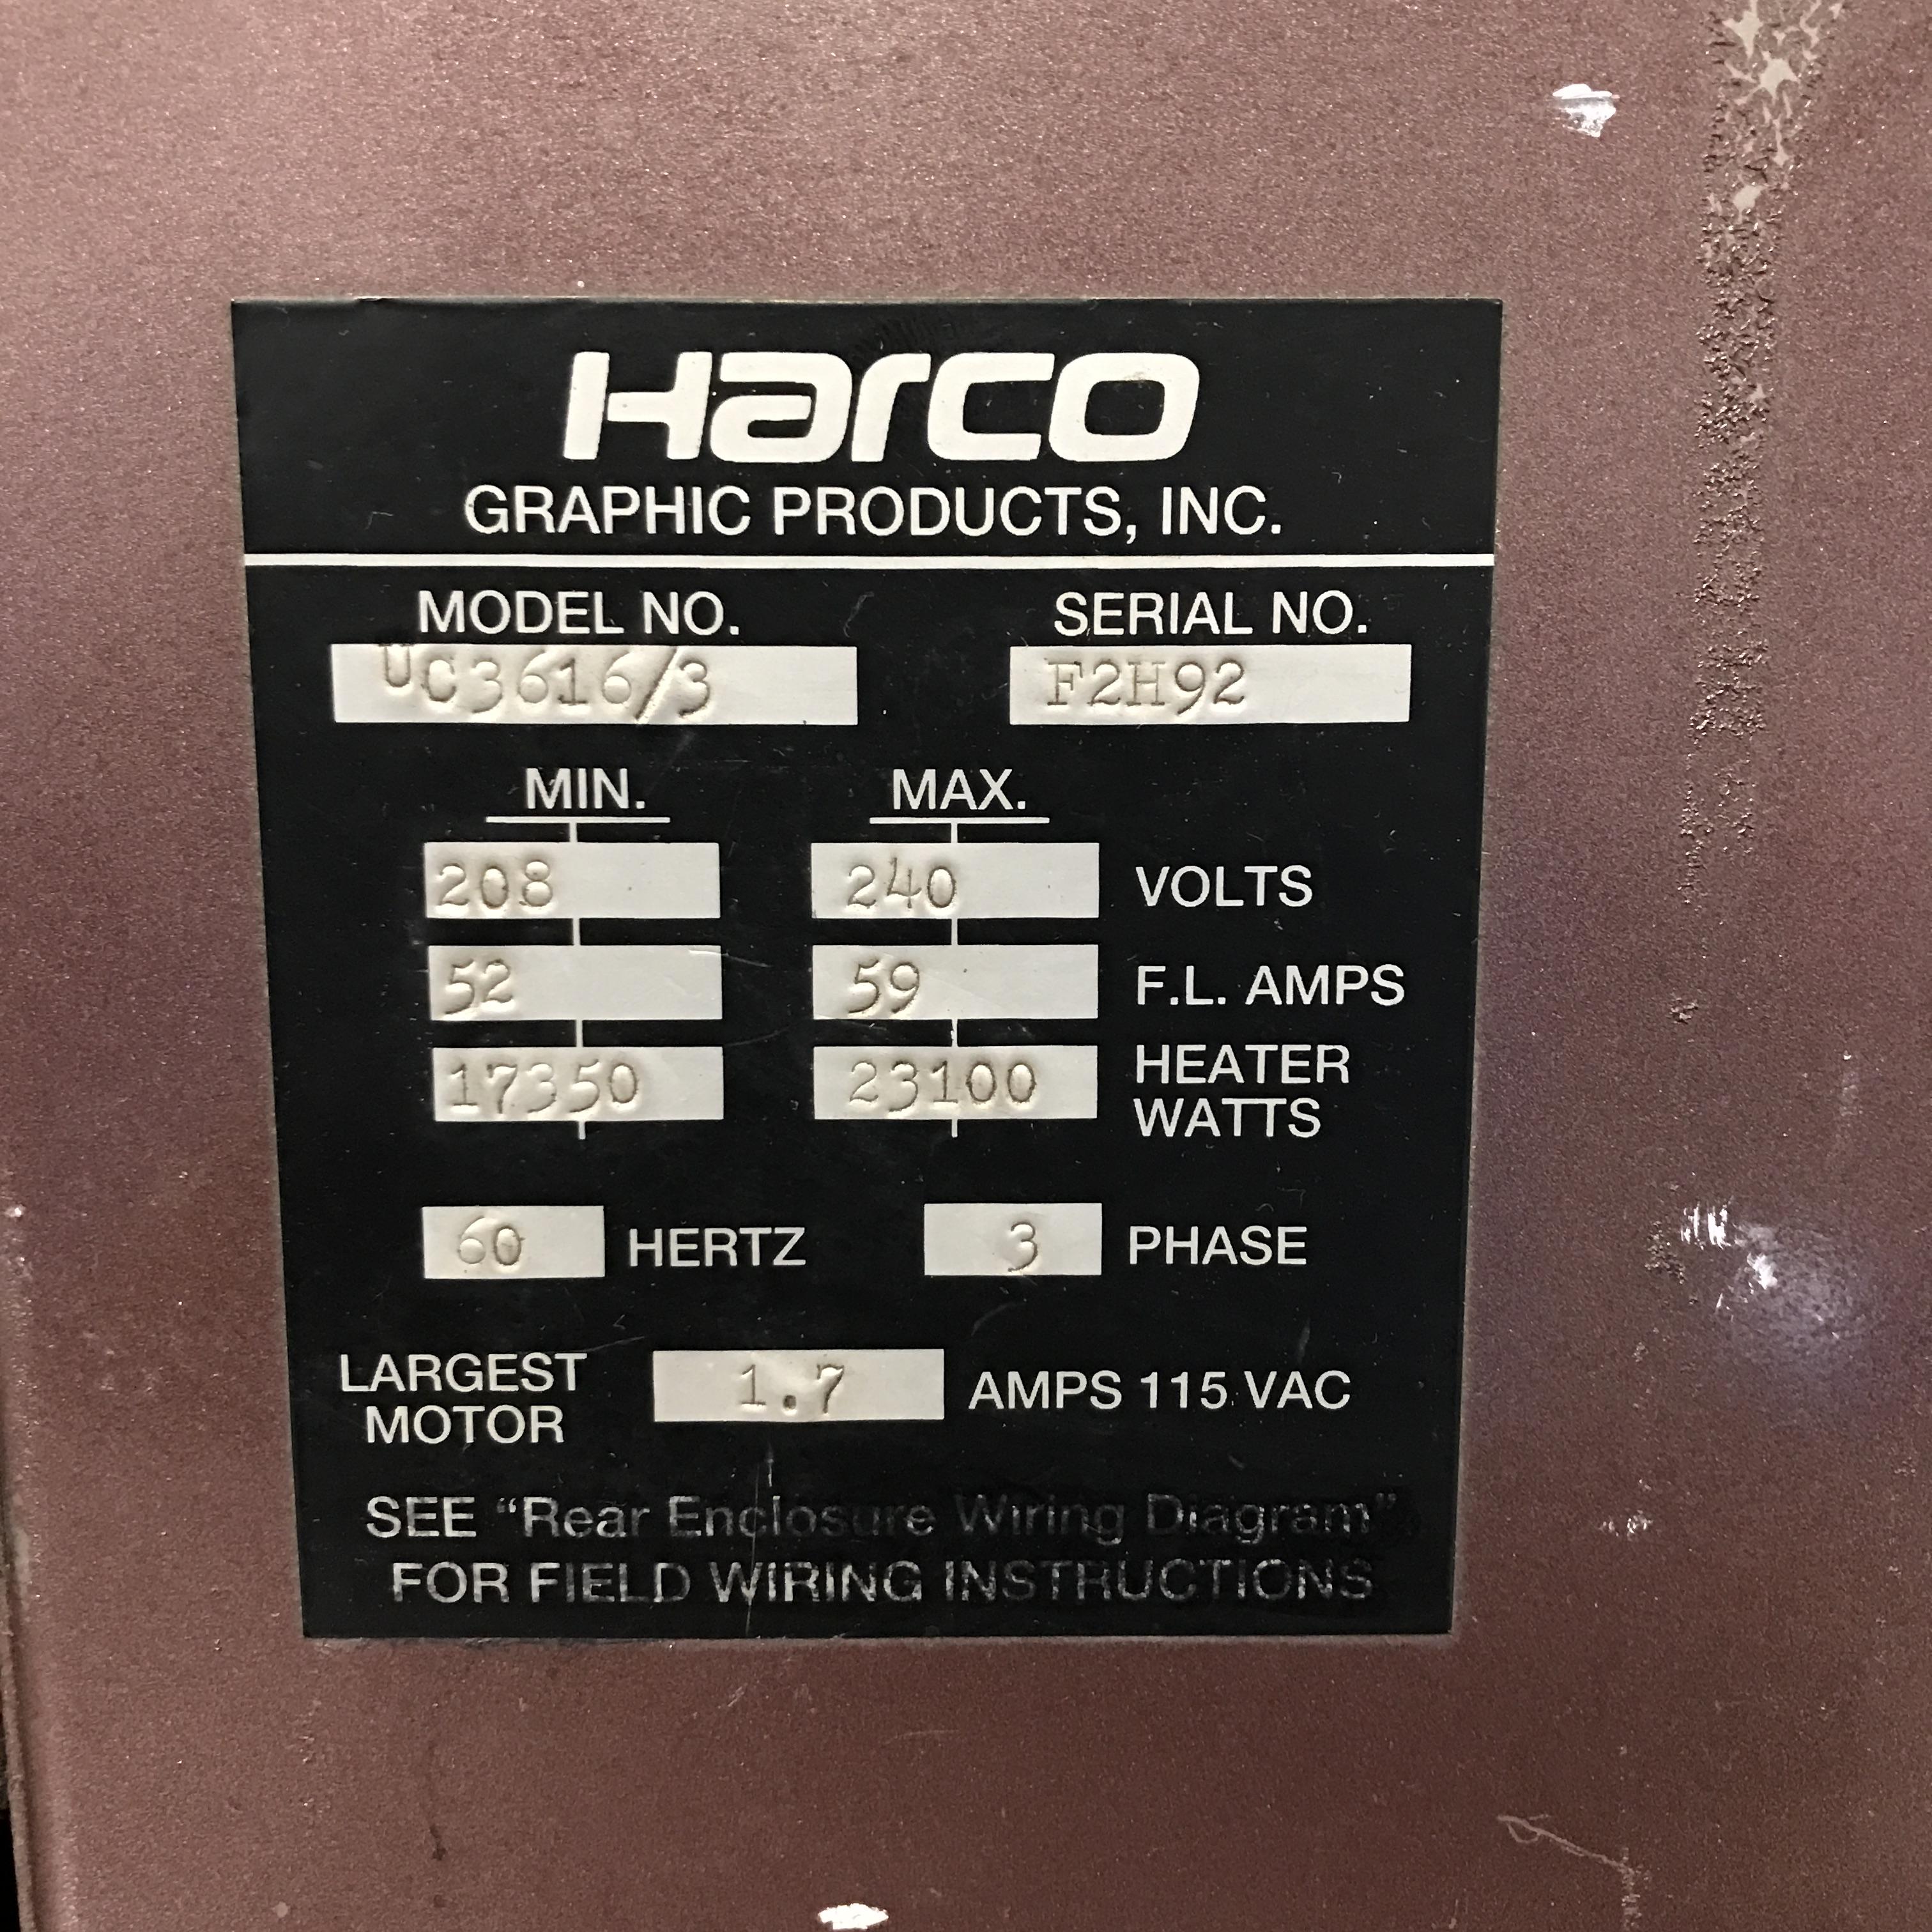 Harco
GRAPHIC PRODUCTS, INC.
MODEL NO. SERIAL NO.
UC3616/3 F2H92
MIN. MAX.
208 240 VOLTS
52 59 F.L. AMPS
17350 23100 HEATER
WATTS
60 HERTZ 3 PHASE
LARGEST
MOTOR 1.7 AMPS 115 VAC
SEE “Rear Enclosure Wiring Diagram”
FOR FIELD WIRING INSTRUCTIONS